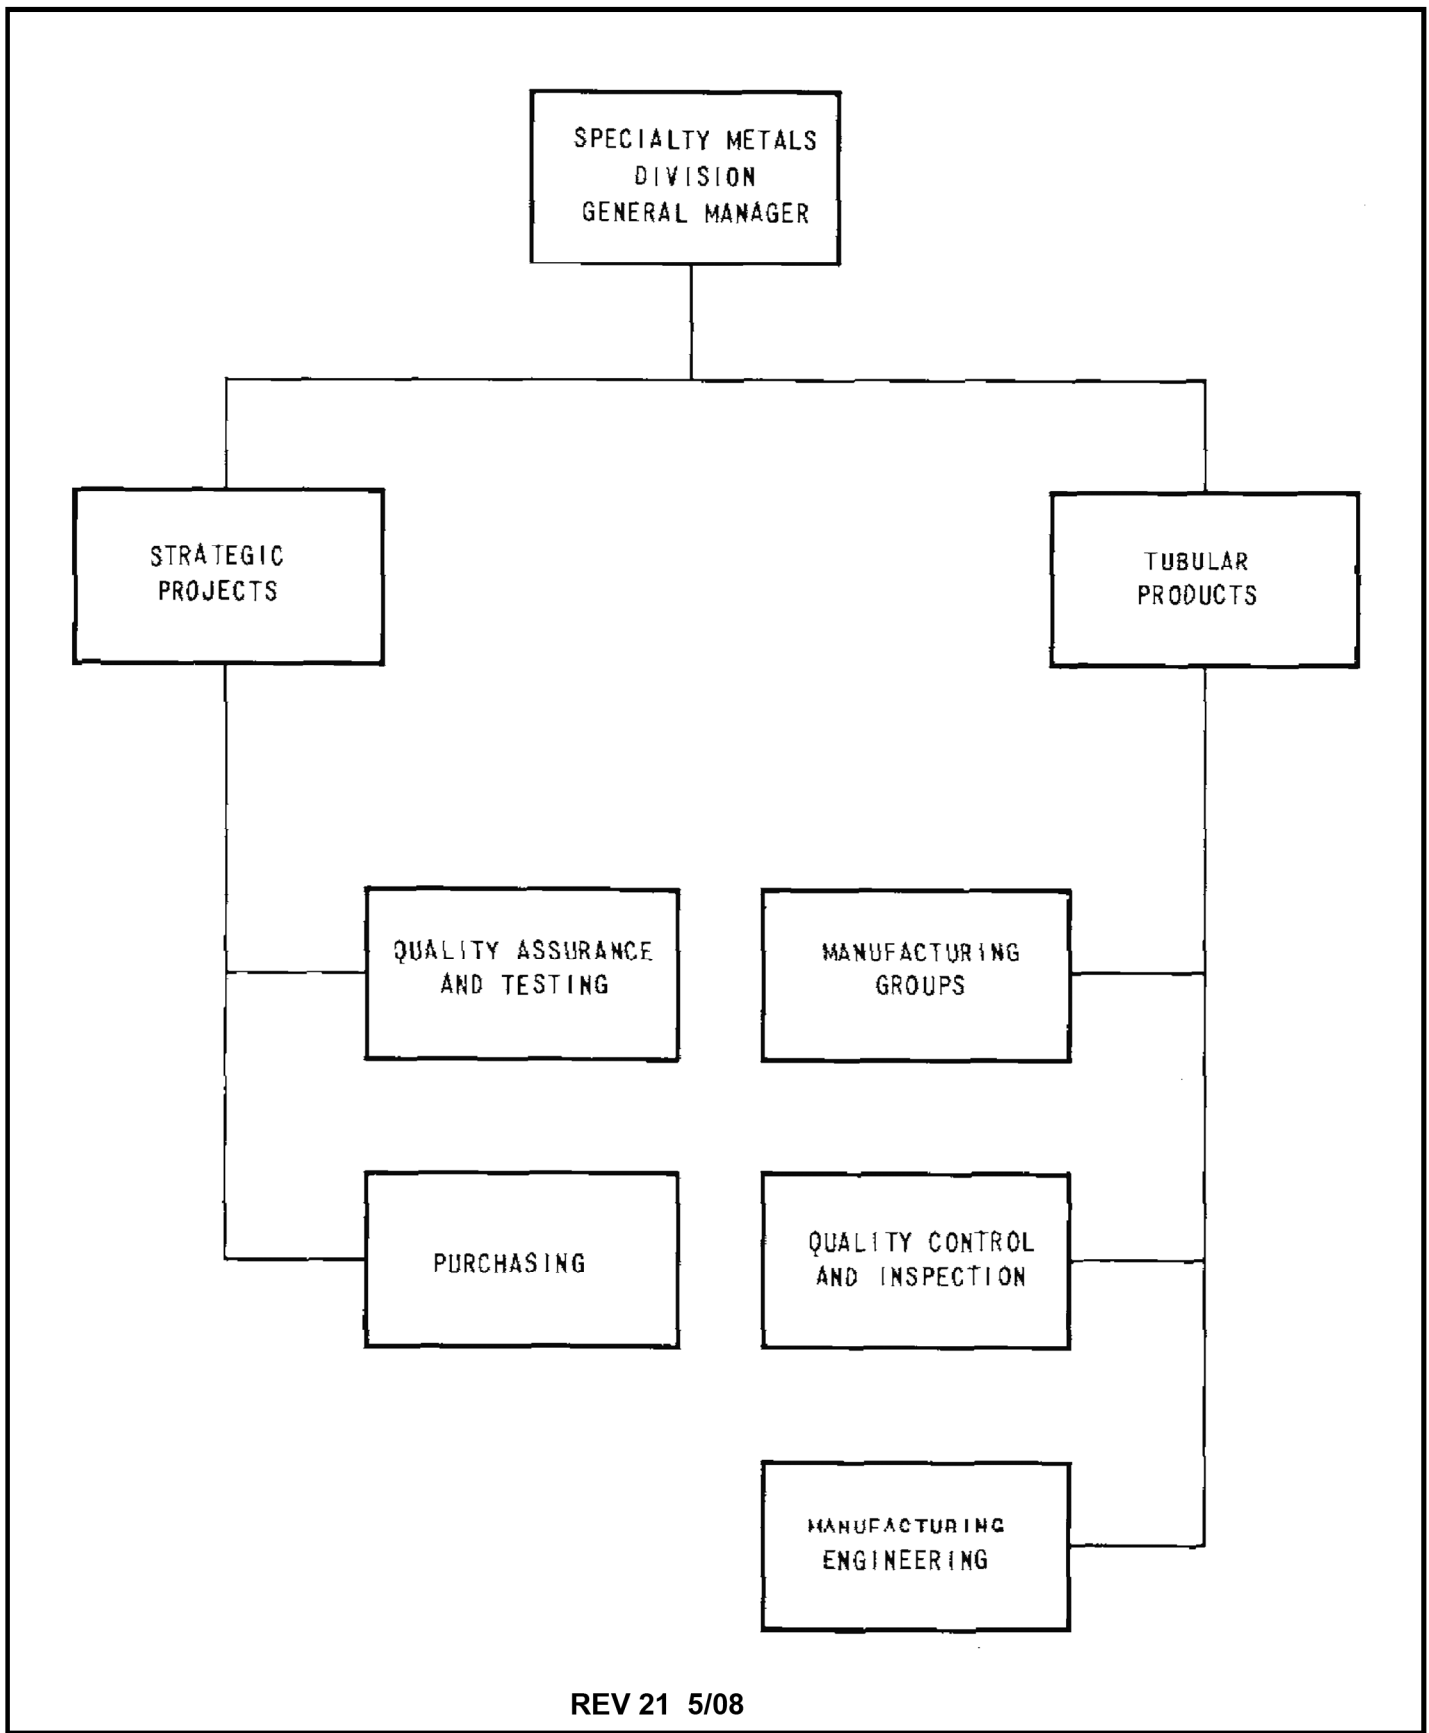 SPECIALTY METALS
DIVISION
GENERAL MANAGER
STRATEGIC
PROJECTS
TUBULAR
PRODUCTS
QUALITY ASSURANCE
AND TESTING
MANUFACTURING
GROUPS
PURCHASING
QUALITY CONTROL
AND INSPECTION
MANUFACTURING
ENGINEERING
REV 21 5/08